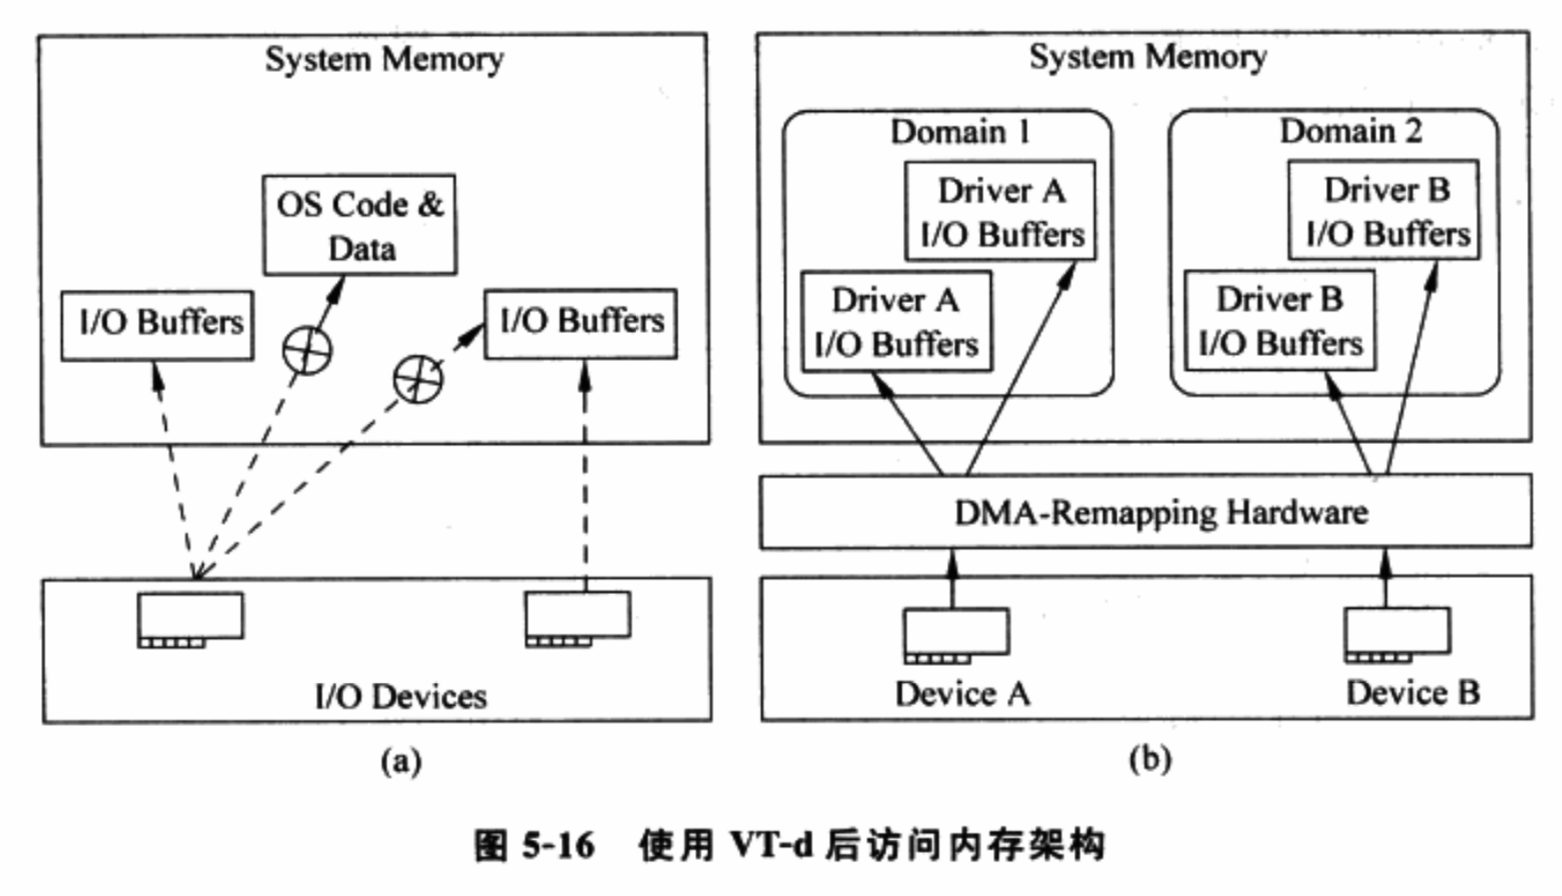 System Memory
OS Code &
Data
I/O Buffers
I/O Buffers
I/O Devices
(a)
System Memory
Domain 1
Driver A
I/O Buffers
Driver A
I/O Buffers
Domain 2
Driver B
I/O Buffers
Driver B
I/O Buffers
DMA-Remapping Hardware
Device A
Device B
(b)
图 5-16 使用 VT-d 后访问内存架构